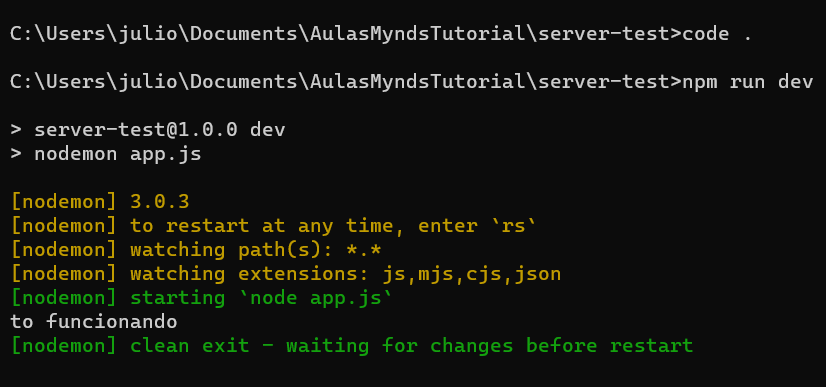 C:\Users\julio\Documents\AulasMyndsTutorial\server-test>code .
C:\Users\julio\Documents\AulasMyndsTutorial\server-test>npm run dev
> server-test@1.0.0 dev
> nodemon app.js
[nodemon] 3.0.3
[nodemon] to restart at any time, enter `rs`
[nodemon] watching path(s): *.*
[nodemon] watching extensions: js,mjs,cjs,json
[nodemon] starting `node app.js`
to funcionando
[nodemon] clean exit - waiting for changes before restart